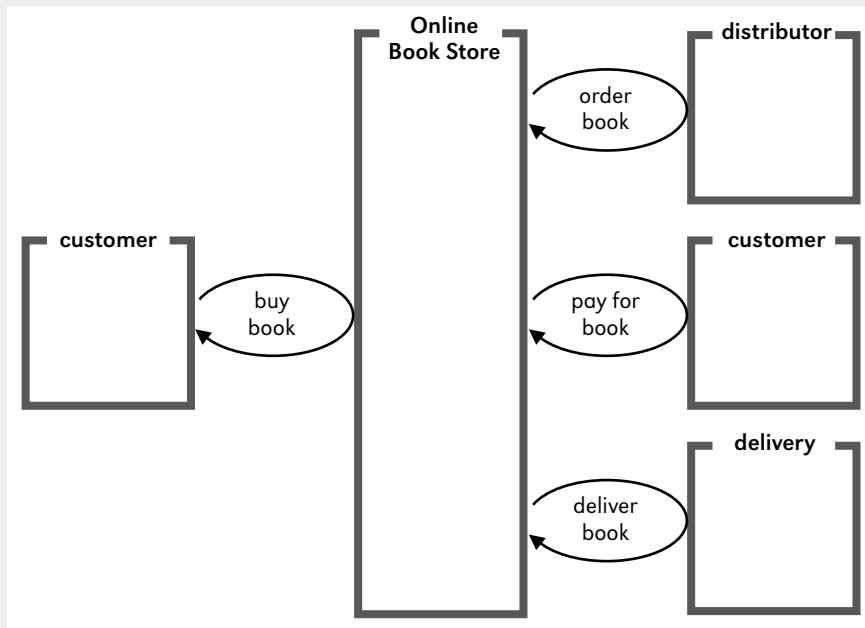 Online
Book Store
distributor
order
book
customer
buy
book
pay for
book
customer
delivery
deliver
book